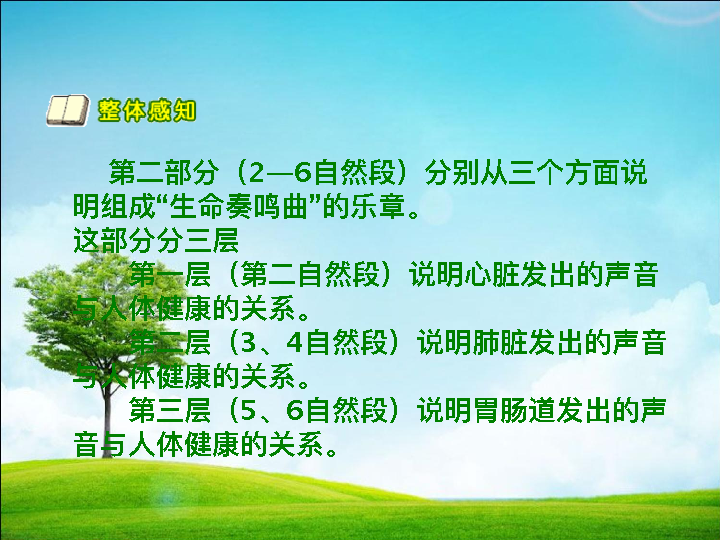 整体感知
第二部分（2—6自然段）分别从三个方面说
明组成“生命奏鸣曲”的乐章。
这部分分三层
第一层（第二自然段）说明心脏发出的声音
与人体健康的关系。
第二层（3、4自然段）说明肺脏发出的声音
与人体健康的关系。
第三层（5、6自然段）说明胃肠道发出的声
音与人体健康的关系。